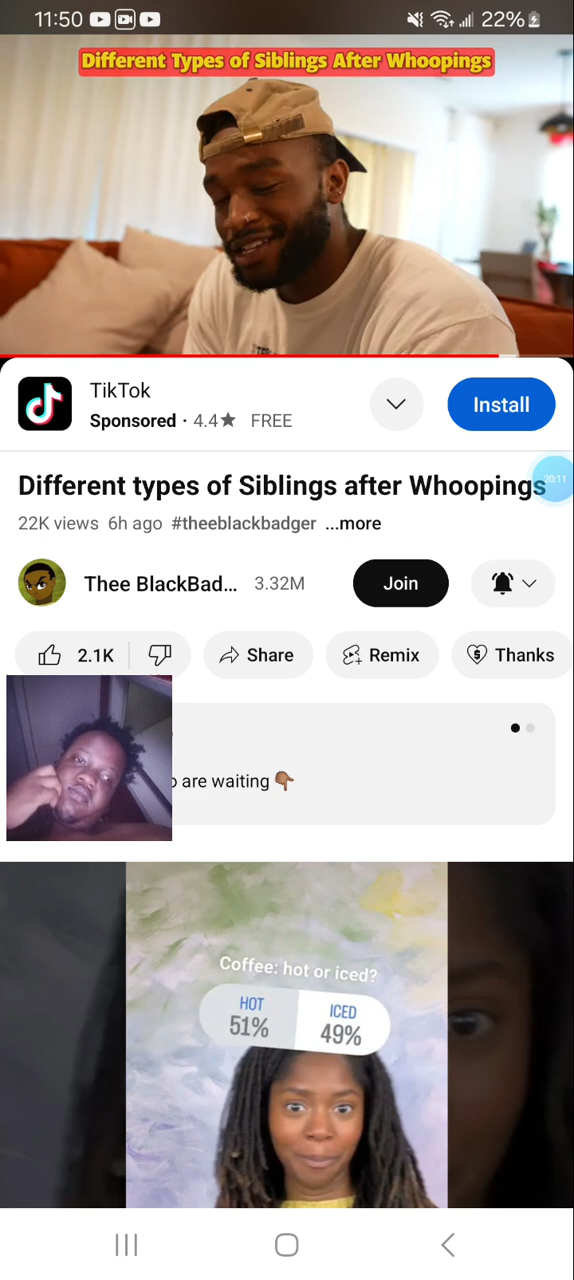 11:50
22%
Different Types of Siblings After Whoopings
TikTok
Sponsored · 4.4★ FREE
Install
Different types of Siblings after Whoopings
20:11
22K views 6h ago #theeblackbadger ...more
Thee BlackBad... 3.32M
Join
2.1K
Share
Remix
Thanks
are waiting 👇🏾
Coffee: hot or iced?
HOT
51%
ICED
49%